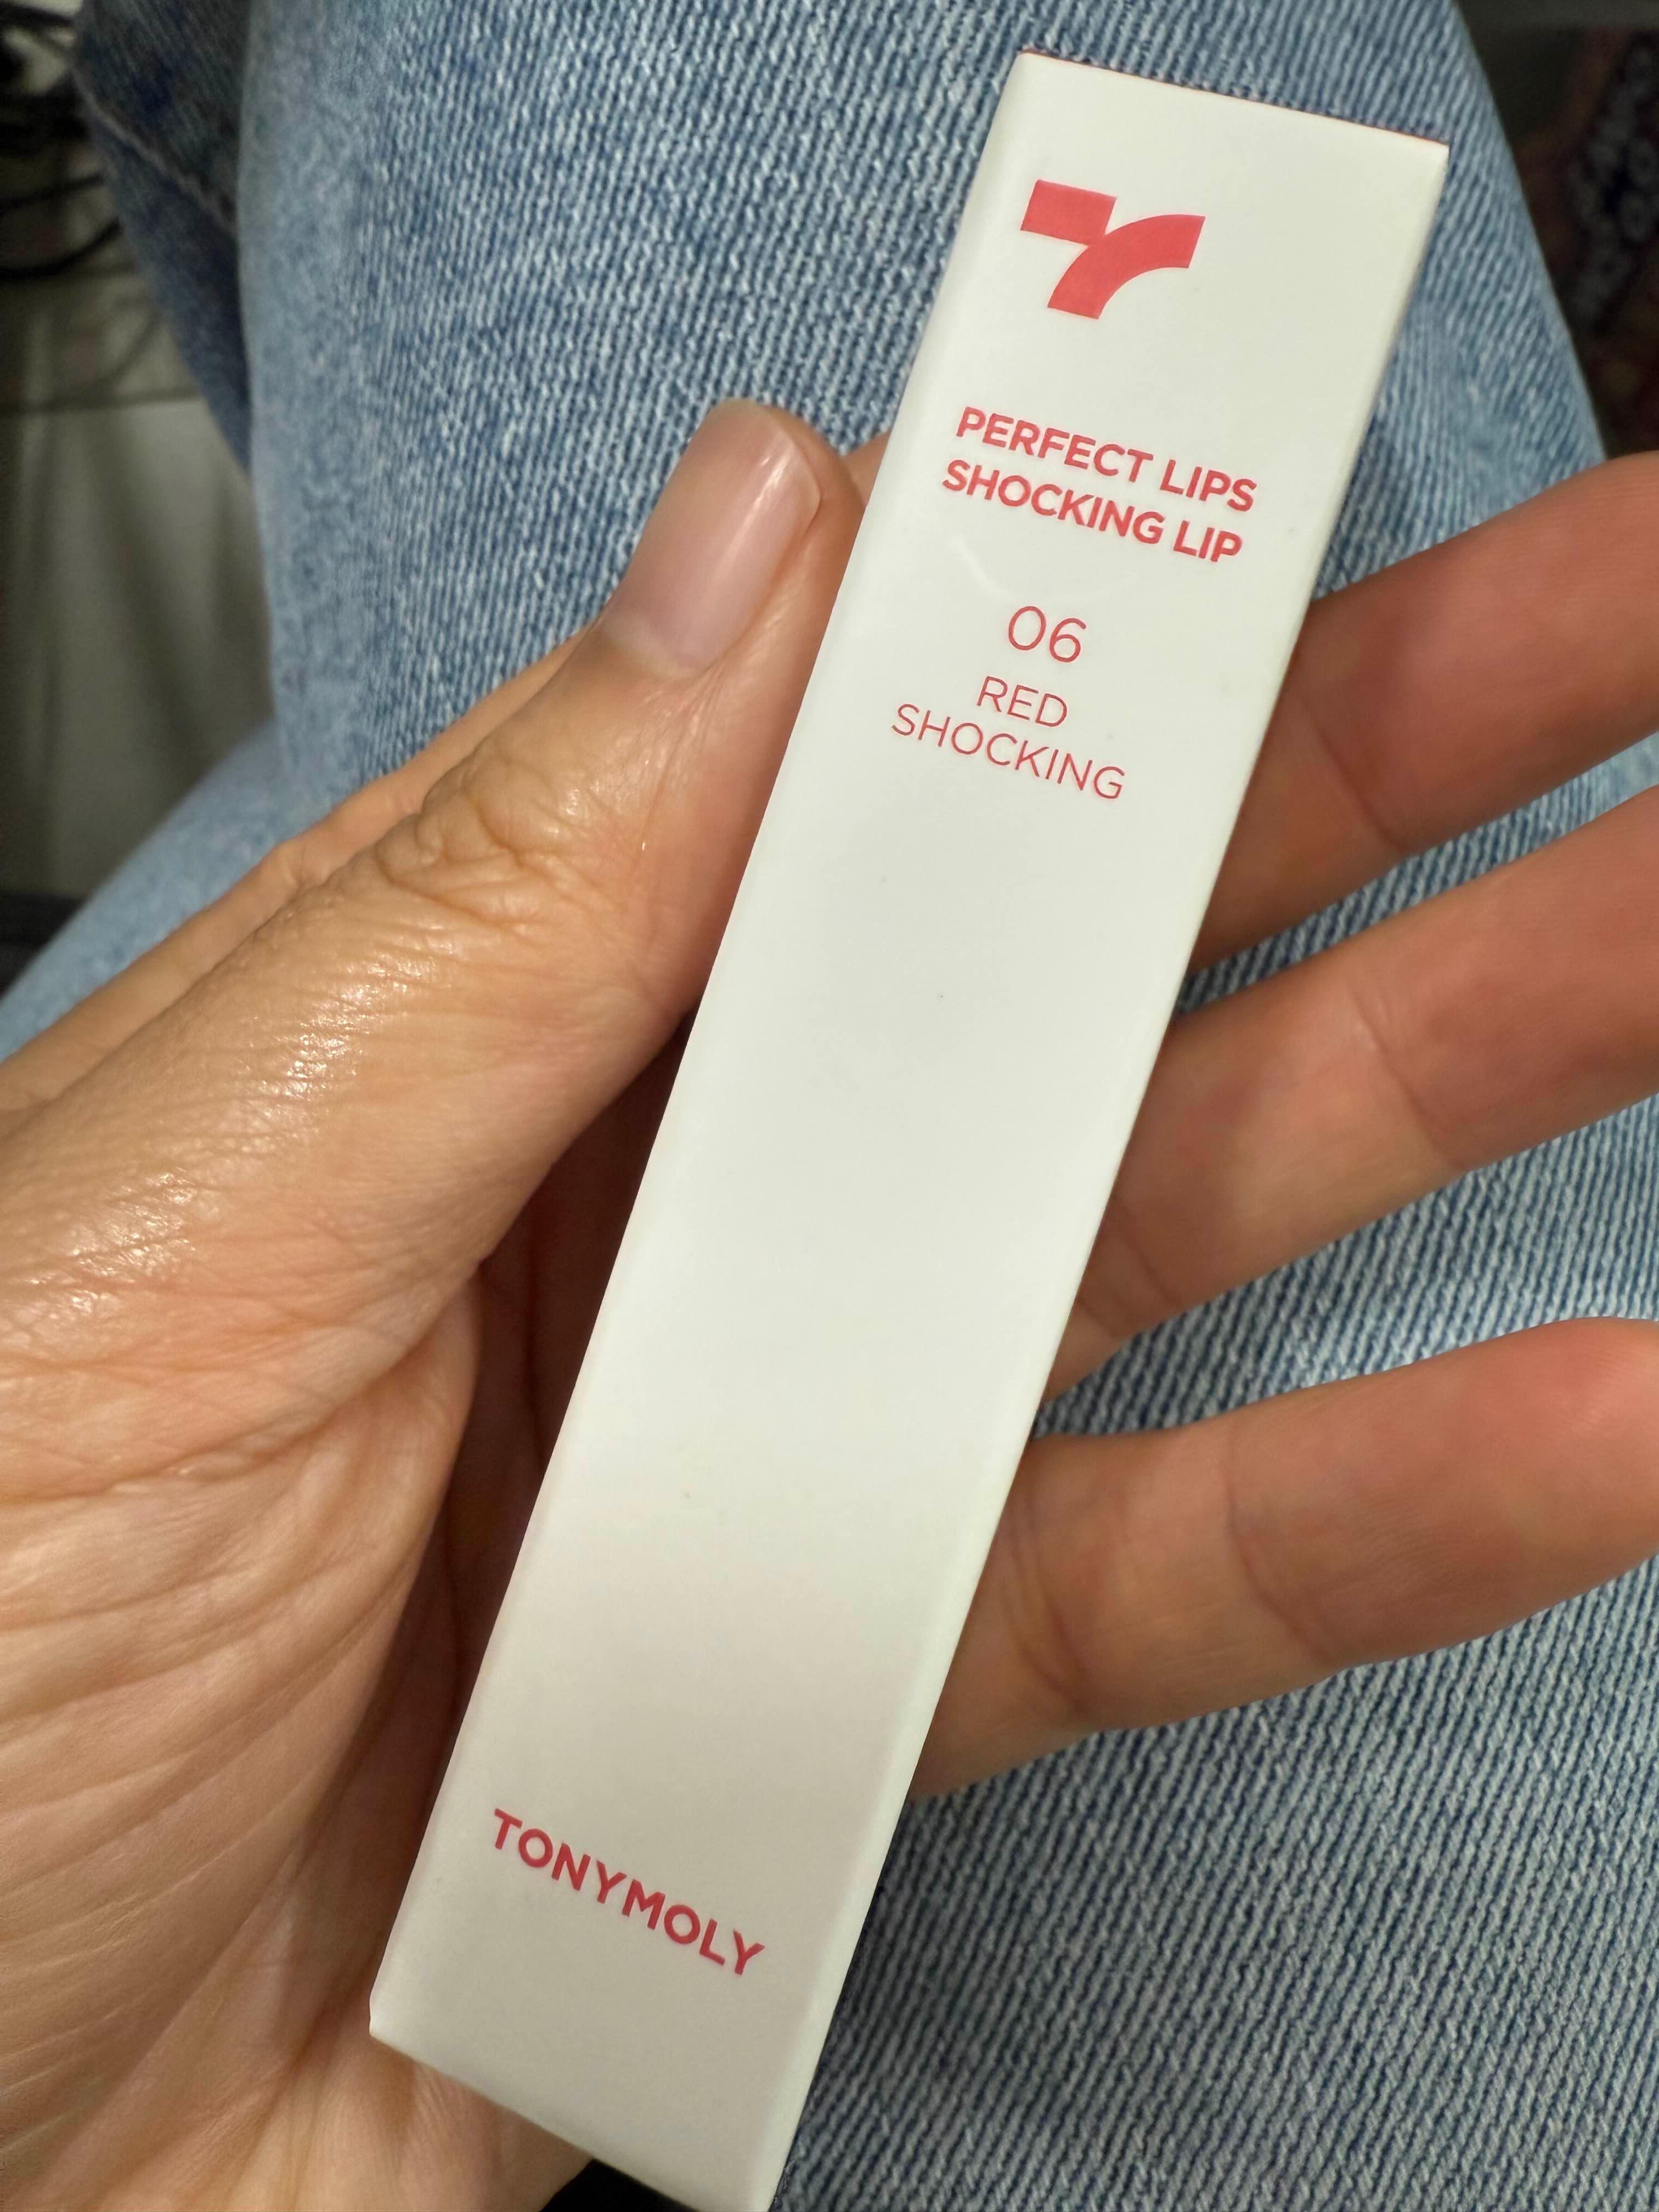 PERFECT LIPS
SHOCKING LIP
06
RED
SHOCKING
TONYMOLY